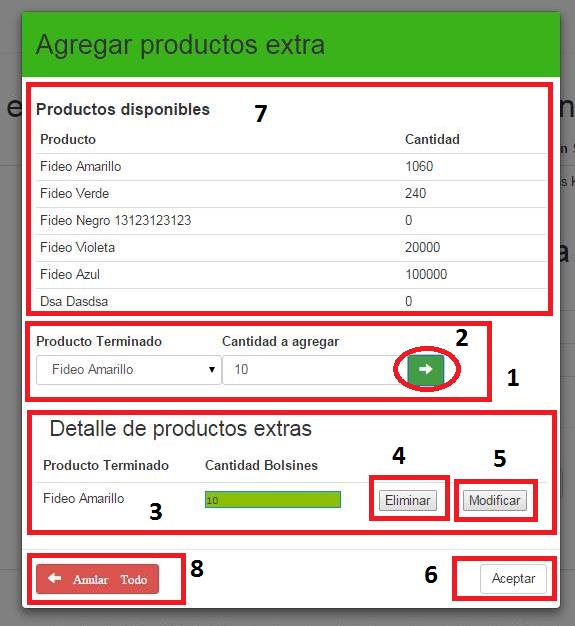 Agregar productos extra
Productos disponibles 7
Producto Cantidad
Fideo Amarillo 1060
Fideo Verde 240
Fideo Negro 13123123123 0
Fideo Violeta 20000
Fideo Azul 100000
Dsa Dasdsa 0
2
Producto Terminado Cantidad a agregar
Fideo Amarillo 10
1
Detalle de productos extras
4 5
Producto Terminado Cantidad Bolsines
Fideo Amarillo 10 Eliminar Modificar
3
8 6
Anular Todo Aceptar